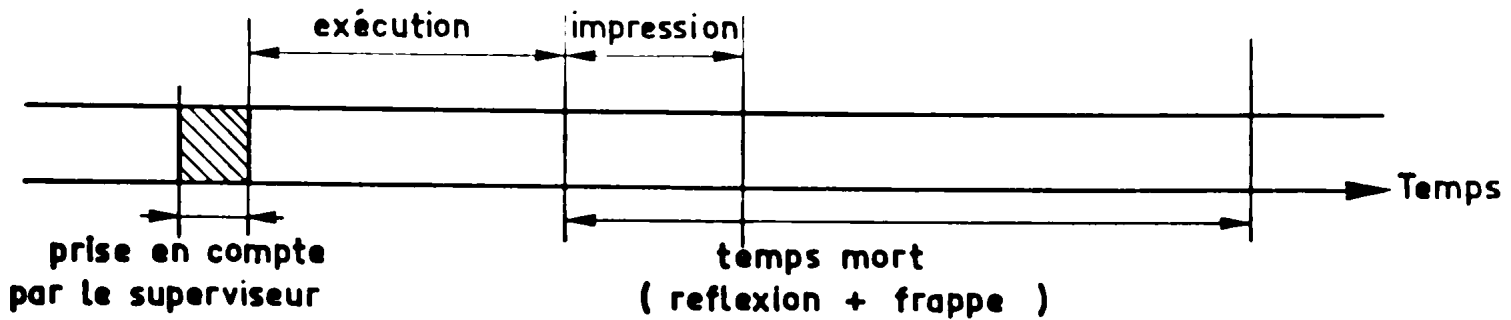 exécution
impression
Temps
prise en compte
par le superviseur
temps mort
( reflexion + frappe )